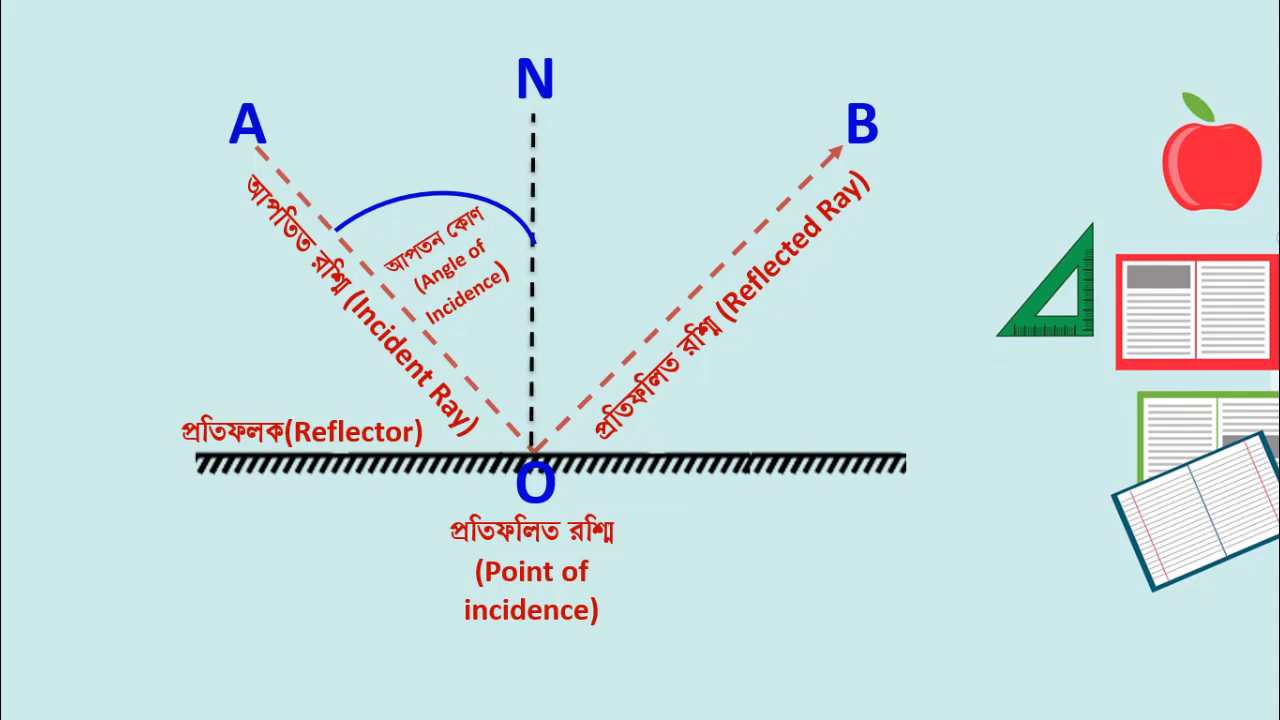 N
A
B
আপতিত রশ্মি (Incident Ray)
আপতন কোণ
(Angle of
Incidence)
প্রতিফলিত রশ্মি (Reflected Ray)
প্রতিফলক(Reflector)
O
প্রতিফলিত রশ্মি
(Point of
incidence)